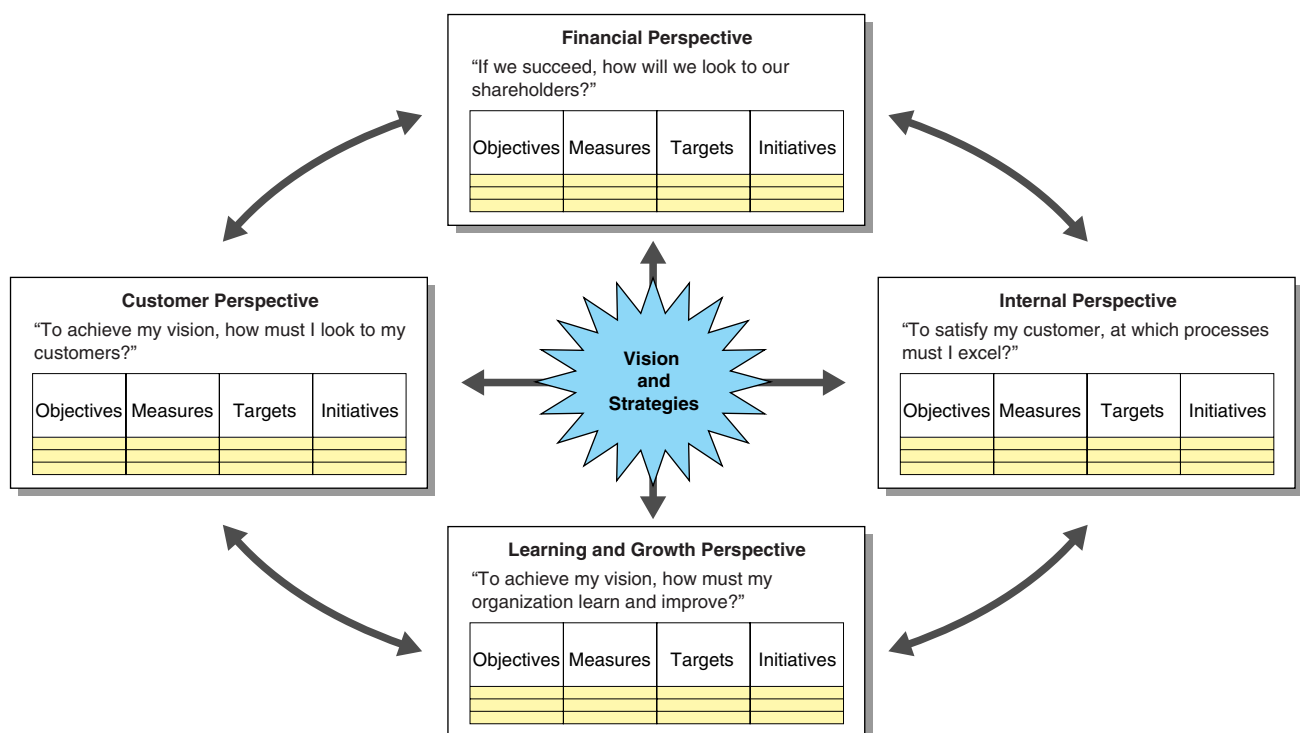 Financial Perspective
“If we succeed, how will we look to our
shareholders?”
Objectives Measures Targets Initiatives
Customer Perspective
“To achieve my vision, how must I look to my
customers?”
Objectives Measures Targets Initiatives
Vision
and
Strategies
Internal Perspective
“To satisfy my customer, at which processes
must I excel?”
Objectives Measures Targets Initiatives
Learning and Growth Perspective
“To achieve my vision, how must my
organization learn and improve?”
Objectives Measures Targets Initiatives